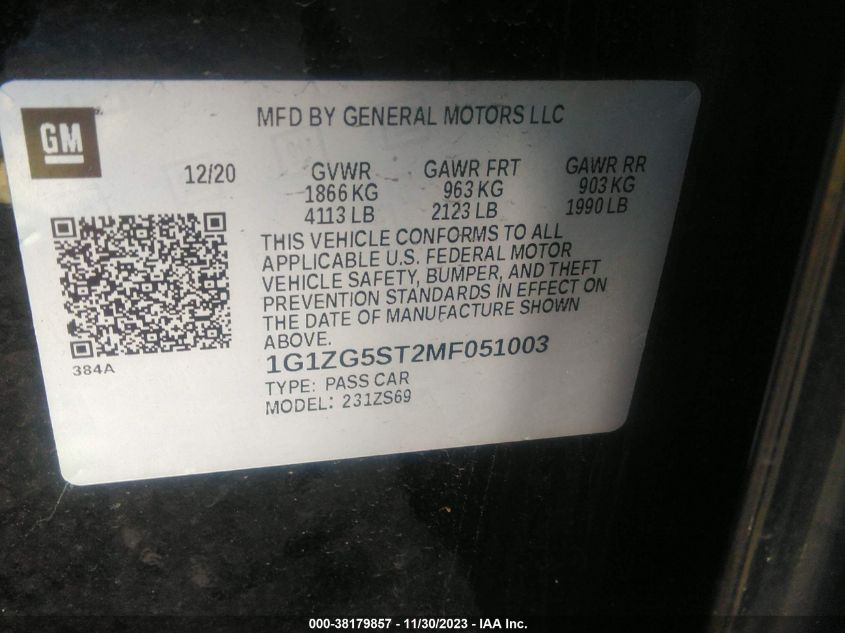 GM
MFD BY GENERAL MOTORS LLC
12/20 GVWR GAWR FRT GAWR RR
1866 KG 963 KG 903 KG
4113 LB 2123 LB 1990 LB
THIS VEHICLE CONFORMS TO ALL
APPLICABLE U.S. FEDERAL MOTOR
VEHICLE SAFETY, BUMPER, AND THEFT
PREVENTION STANDARDS IN EFFECT ON
THE DATE OF MANUFACTURE SHOWN
ABOVE.
384A
1G1ZG5ST2MF051003
TYPE: PASS CAR
MODEL: 231ZS69
000-38179857 - 11/30/2023 - IAA Inc.